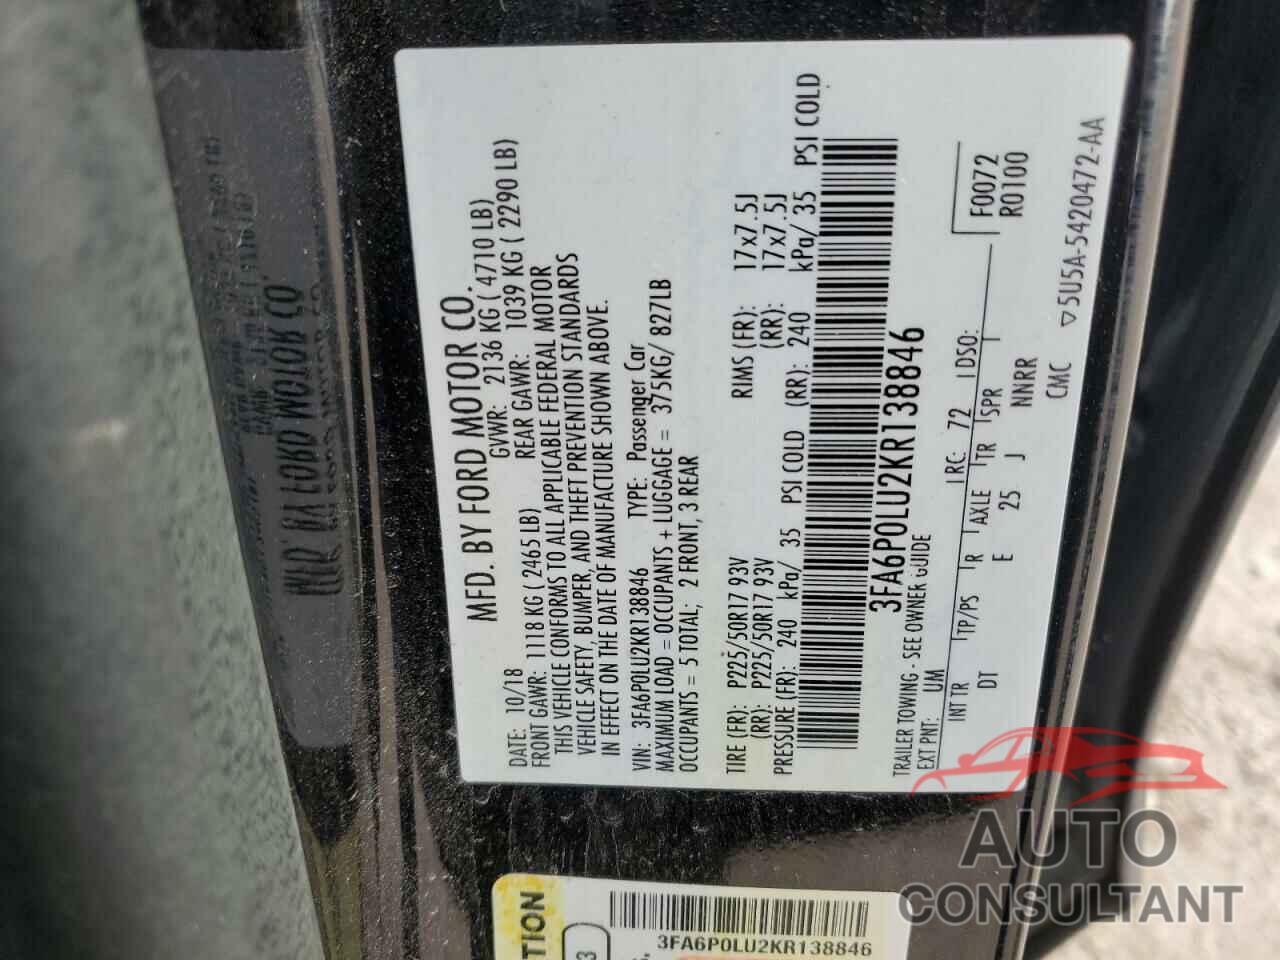 MFD. BY FORD MOTOR CO.
DATE: 10/18 GVWR: 2136 KG ( 4710 LB)
FRONT GAWR: 1118 KG ( 2465 LB) REAR GAWR: 1039 KG ( 2290 LB)
THIS VEHICLE CONFORMS TO ALL APPLICABLE FEDERAL MOTOR
VEHICLE SAFETY, BUMPER, AND THEFT PREVENTION STANDARDS
IN EFFECT ON THE DATE OF MANUFACTURE SHOWN ABOVE.
VIN: 3FA6P0LU2KR138846 TYPE: Passenger Car
MAXIMUM LOAD = OCCUPANTS + LUGGAGE = 375KG/ 827LB
OCCUPANTS = 5 TOTAL; 2 FRONT, 3 REAR
TIRE (FR): P225/50R17 93V RIMS (FR): 17x7.5J
(RR): P225/50R17 93V (RR): 17x7.5J
PRESSURE (FR): 240 kPa/ 35 PSI COLD (RR): 240 kPa/ 35 PSI COLD
3FA6P0LU2KR138846
TRAILER TOWING - SEE OWNER GUIDE
EXT PNT: UM RC: 72 DSO: F0072
INT TR TP/PS R AXLE TR SPR R0100
DT E 25 J NNRR
CMC ▽5U5A-5420472-AA
TION
3
3FA6P0LU2KR138846
AUTO
CONSULTANT